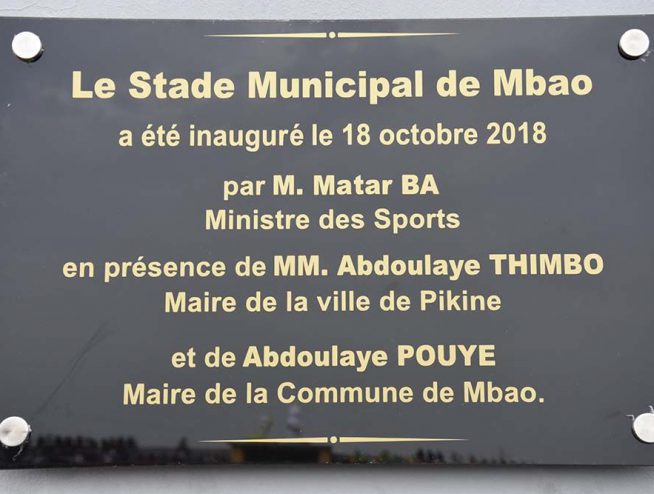 Le Stade Municipal de Mbao
a été inauguré le 18 octobre 2018
par M. Matar BA
Ministre des Sports
en présence de MM. Abdoulaye THIMBO
Maire de la ville de Pikine
et de Abdoulaye POUYE
Maire de la Commune de Mbao.